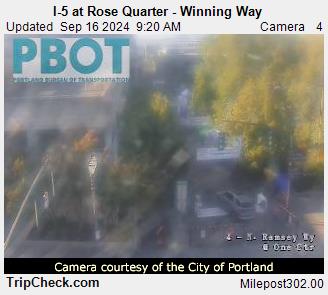 I-5 at Rose Quarter - Winning Way
Updated Sep 16 2024 9:20 AM Camera 4
PBOT
PORTLAND BUREAU OF TRANSPORTATION
4 - N. Ramsey Wy
@ One Ctr
Camera courtesy of the City of Portland
TripCheck.com Milepost302.00